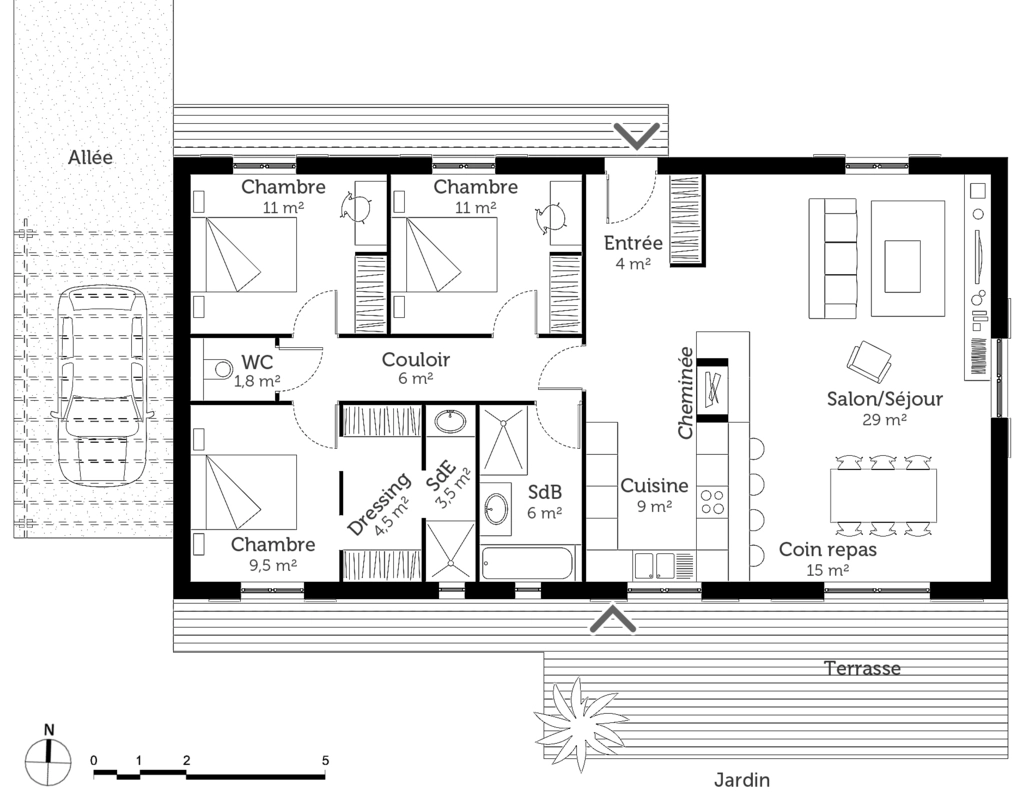 Allée
Chambre
11 m²
Chambre
11 m²
Entrée
4 m²
WC
1,8 m²
Couloir
6 m²
Cheminée
Salon/Séjour
29 m²
Dressing
4,5 m²
SdE
3,5 m²
SdB
6 m²
Cuisine
9 m²
Chambre
9,5 m²
Coin repas
15 m²
Terrasse
N
0 1 2 5
Jardin